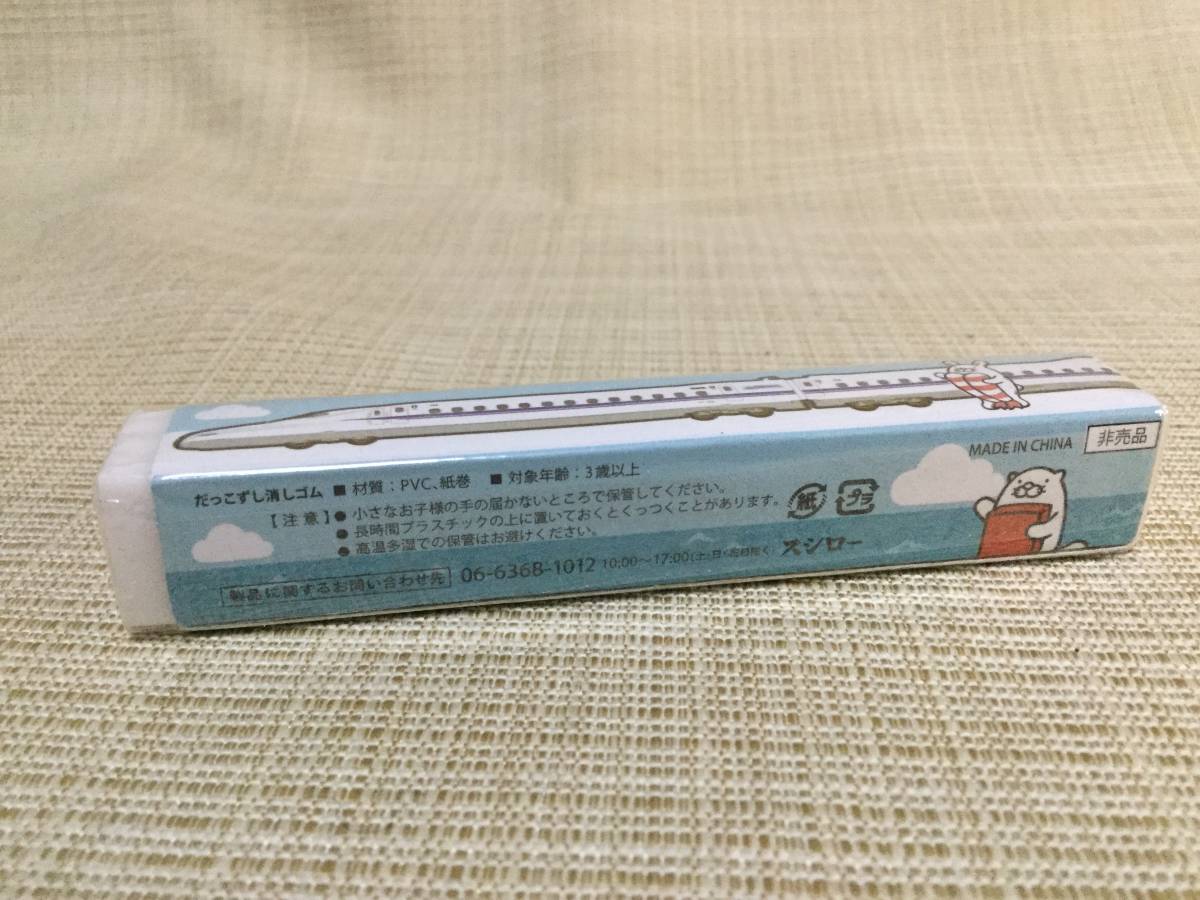 だっこずし消しゴム ■ 材質：PVC、紙巻 ■ 対象年齢：3歳以上
【注意】● 小さなお子様の手の届かないところで保管してください。
● 長時間プラスチックの上に置いておくとくっつくことがあります。
● 高温多湿での保管はお避けください。
紙 プラ
製品に関するお問い合わせ先 06-6368-1012 10:00〜17:00(土・日・祝日除く)
スシロー
MADE IN CHINA
非売品